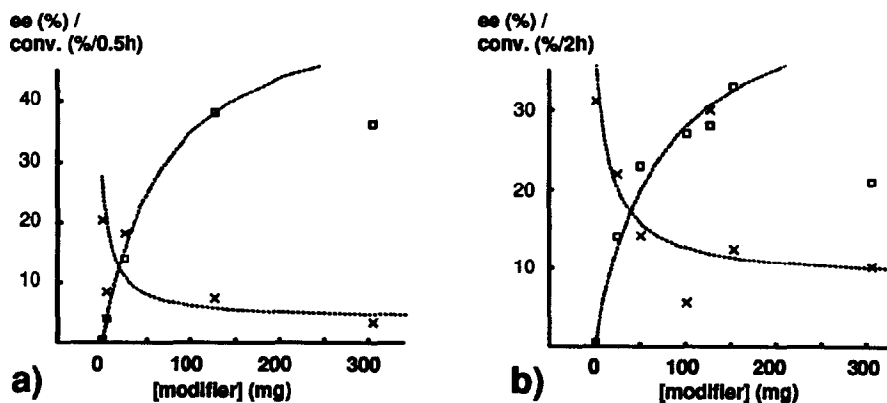 ee (%) /
conv. (%/0.5h)
40
30
20
10
0 100 200 300
[modifier] (mg)
a)
ee (%) /
conv. (%/2h)
30
20
10
0 100 200 300
[modifier] (mg)
b)